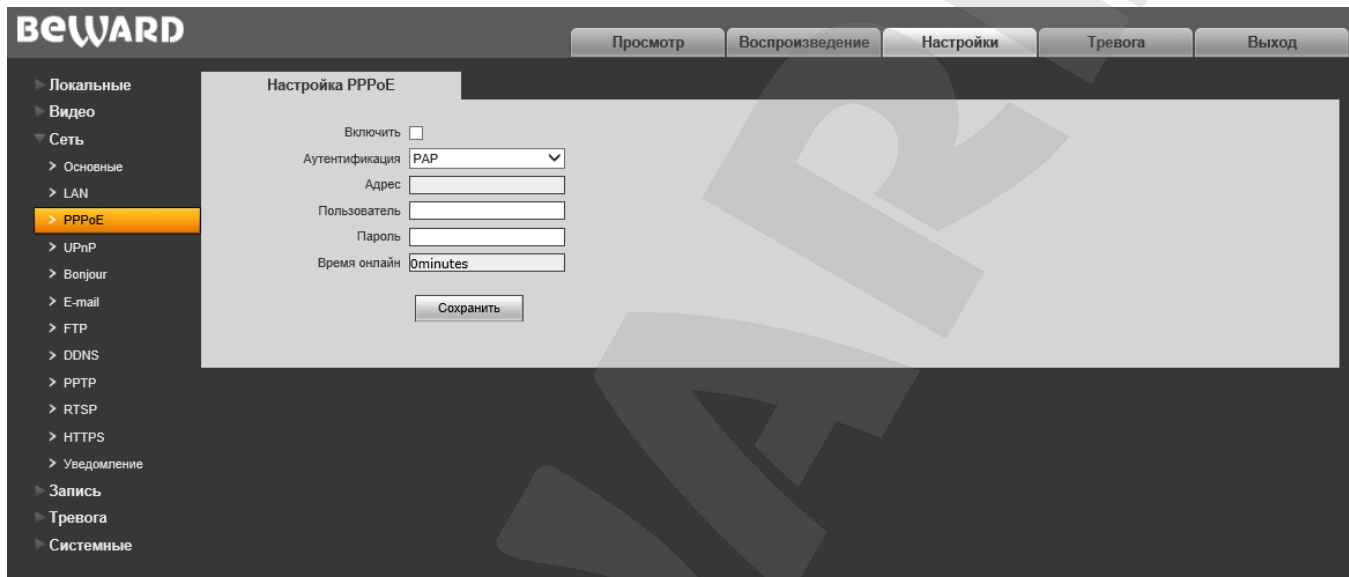 BEWARD
Просмотр Воспроизведение Настройки Тревога Выход
Локальные
Видео
Сеть
> Основные
> LAN
> PPPoE
> UPnP
> Bonjour
> E-mail
> FTP
> DDNS
> PPTP
> RTSP
> HTTPS
> Уведомление
Запись
Тревога
Системные
Настройка PPPoE
Включить
Аутентификация PAP
Адрес
Пользователь
Пароль
Время онлайн 0minutes
Сохранить